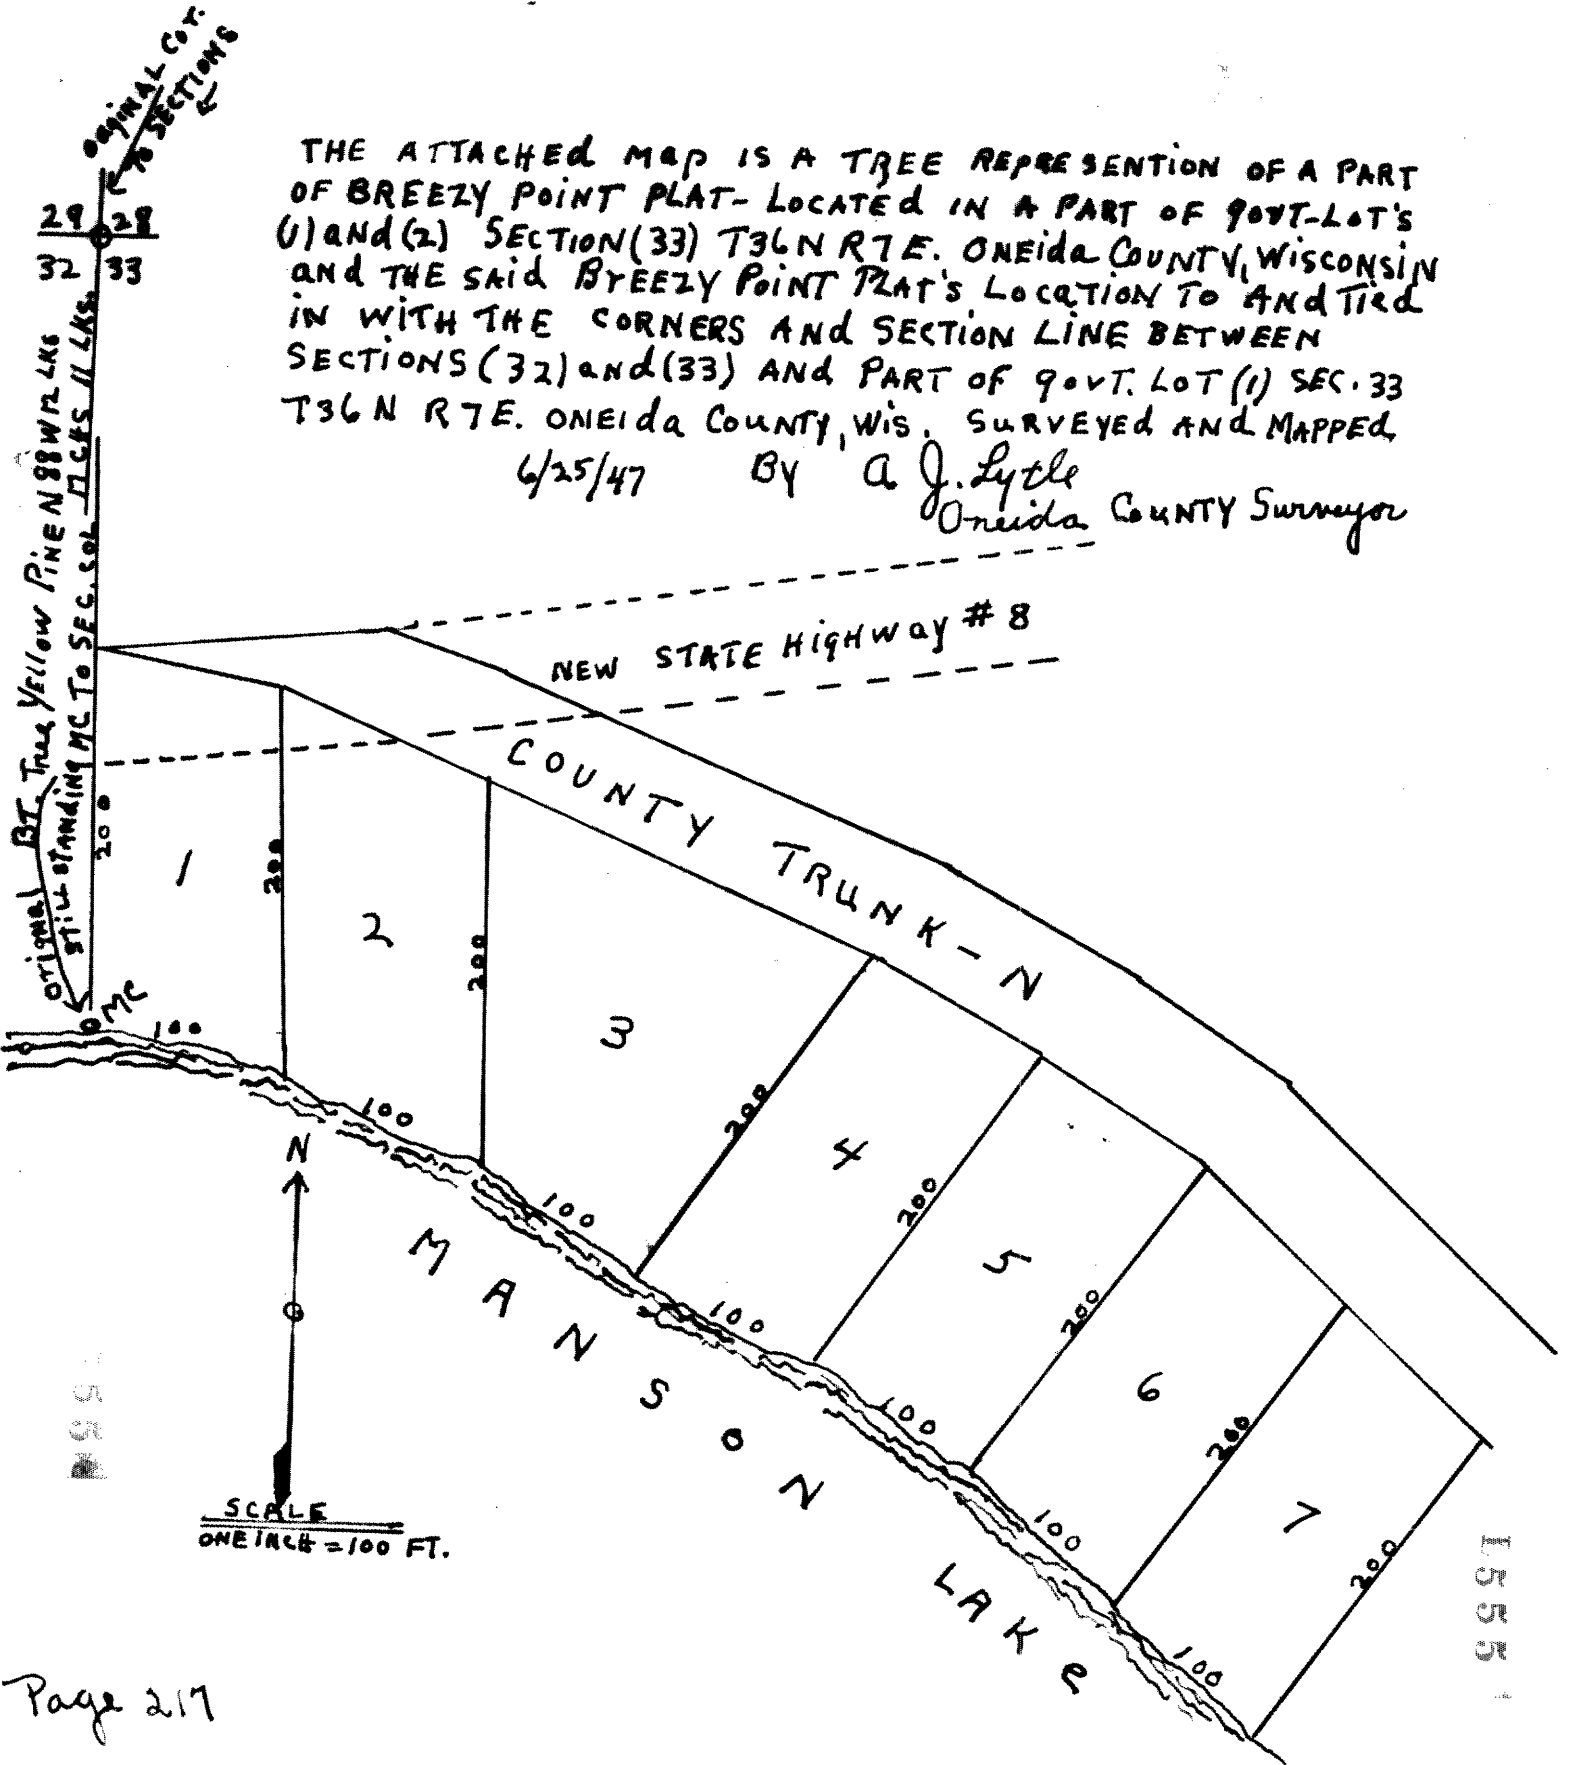 ORGINAL COr.
TO SECTIONS
29 28
32 33
THE ATTACHEd MAp IS A TREE REPRESENTION OF A PART
OF BREEZY POINT PLAT- LOCATEd IN A PART OF GOVT-LOT'S
(1) ANd (2) SECTION (33) T36N R7E. ONEIdA COUNTY, WISCONSIN
ANd THE SAId BrEEZY POINT PLAT'S LOCATION TO ANd TIEd
IN WITH THE CORNERS ANd SECTION LINE BETWEEN
SECTIONS (32) ANd (33) ANd PART OF GOVT. LOT (1) SEC. 33
T36N R7E. ONEIdA COUNTY, WIS. SURVEYEd ANd MAPPEd
6/25/47 By A. J. Lytle
Oneida COUNTY Surveyor
Original BT. Tree Yellow PINE N 88 W 12 LKS
STILL STANdING MC TO SEC. COr. 11 LKS.
NEW STATE HIGHWAY # 8
COUNTY TRUNK - N
200
1
200
2
200
3
200
4
200
5
200
6
200
7
200
MC
100
100
100
100
100
100
100
N
MANSON LAKE
SCALE
ONE INCH = 100 FT.
Page 217